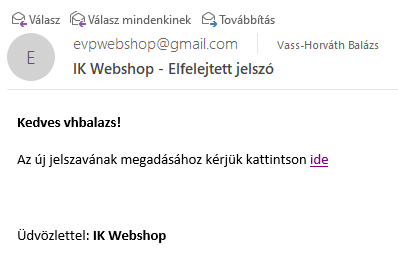 Válasz Válasz mindenkinek Továbbítás
evpwebshop@gmail.com Vass-Horváth Balázs
E
IK Webshop - Elfelejtett jelszó
Kedves vhbalazs!
Az új jelszavának megadásához kérjük kattintson ide
Üdvözlettel: IK Webshop